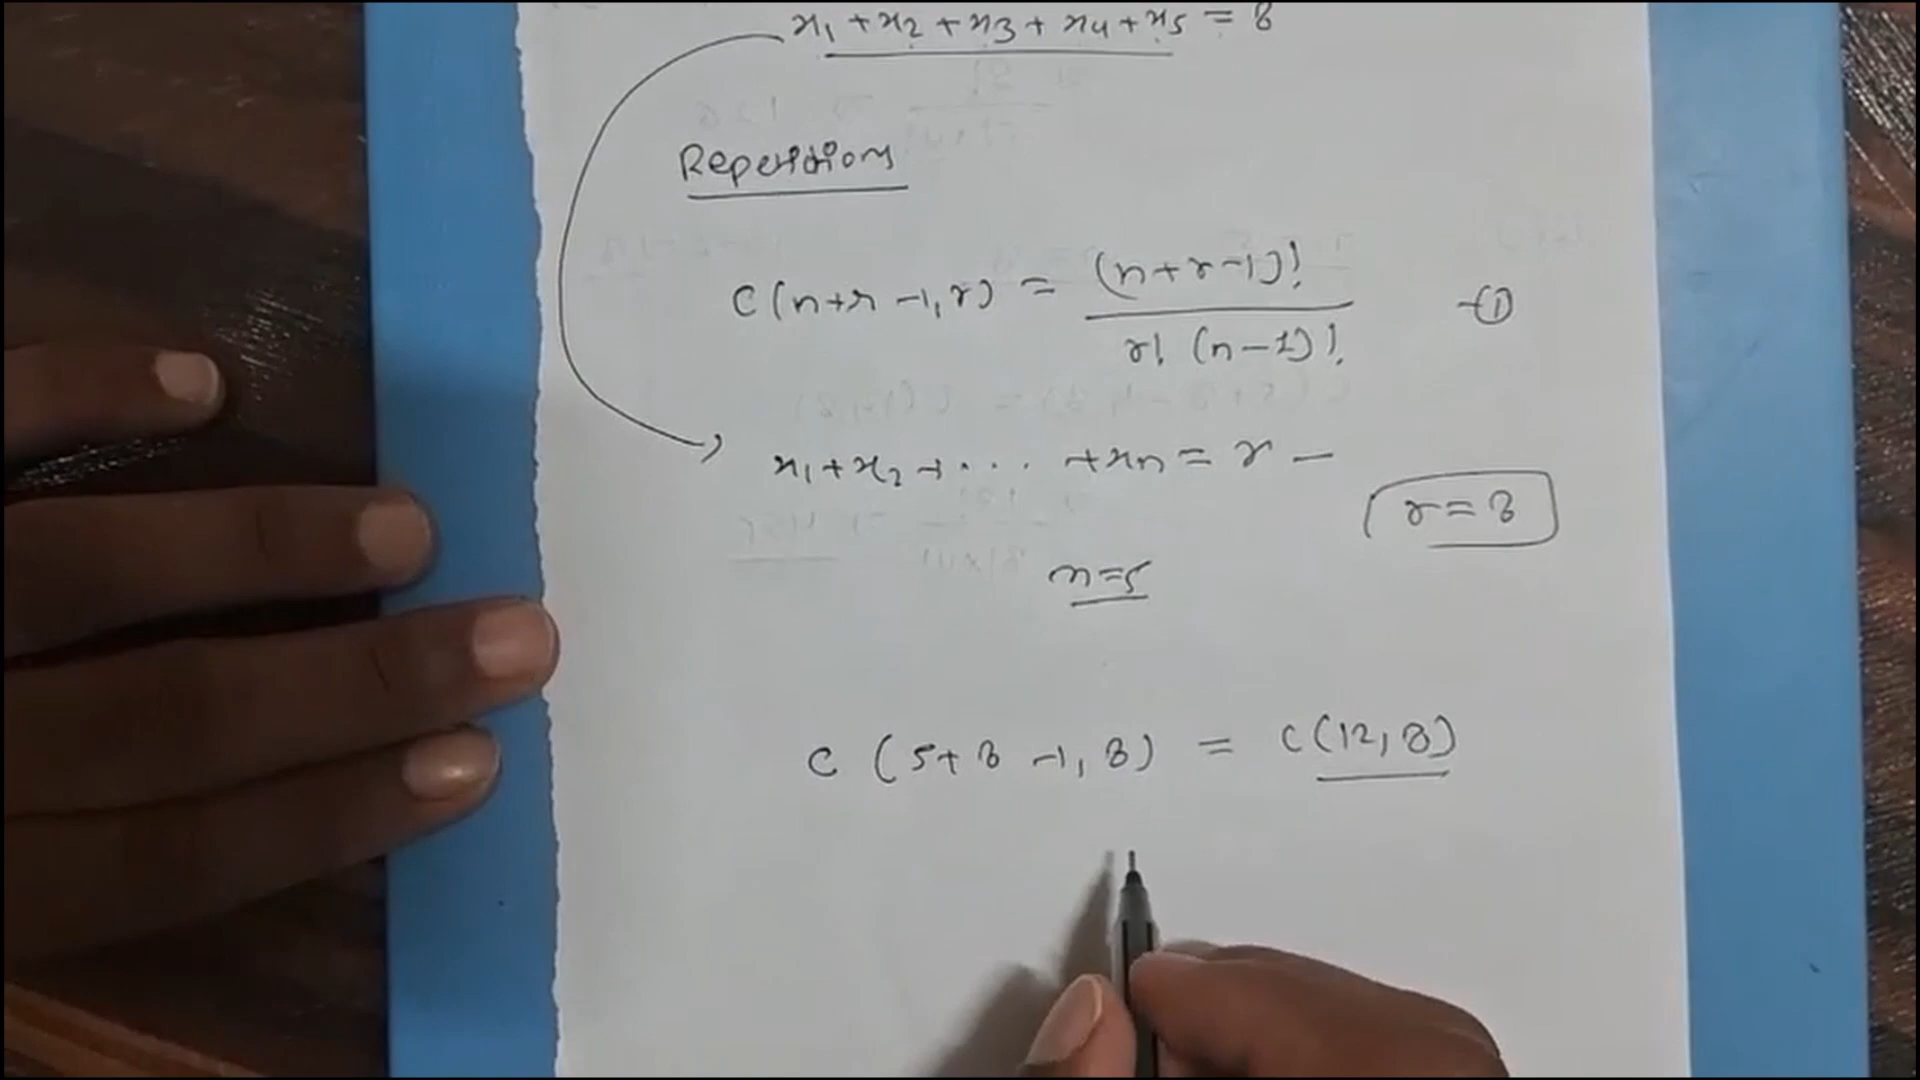 x₁ + x₂ + x₃ + x₄ + x₅ = 8
Repetitions
C(n+r-1,r) = (n+r-1)! / r! (n-1)! -①
x₁+x₂+... +xn = r -
r=8
n=5
C (5+8-1,8) = C(12,8)